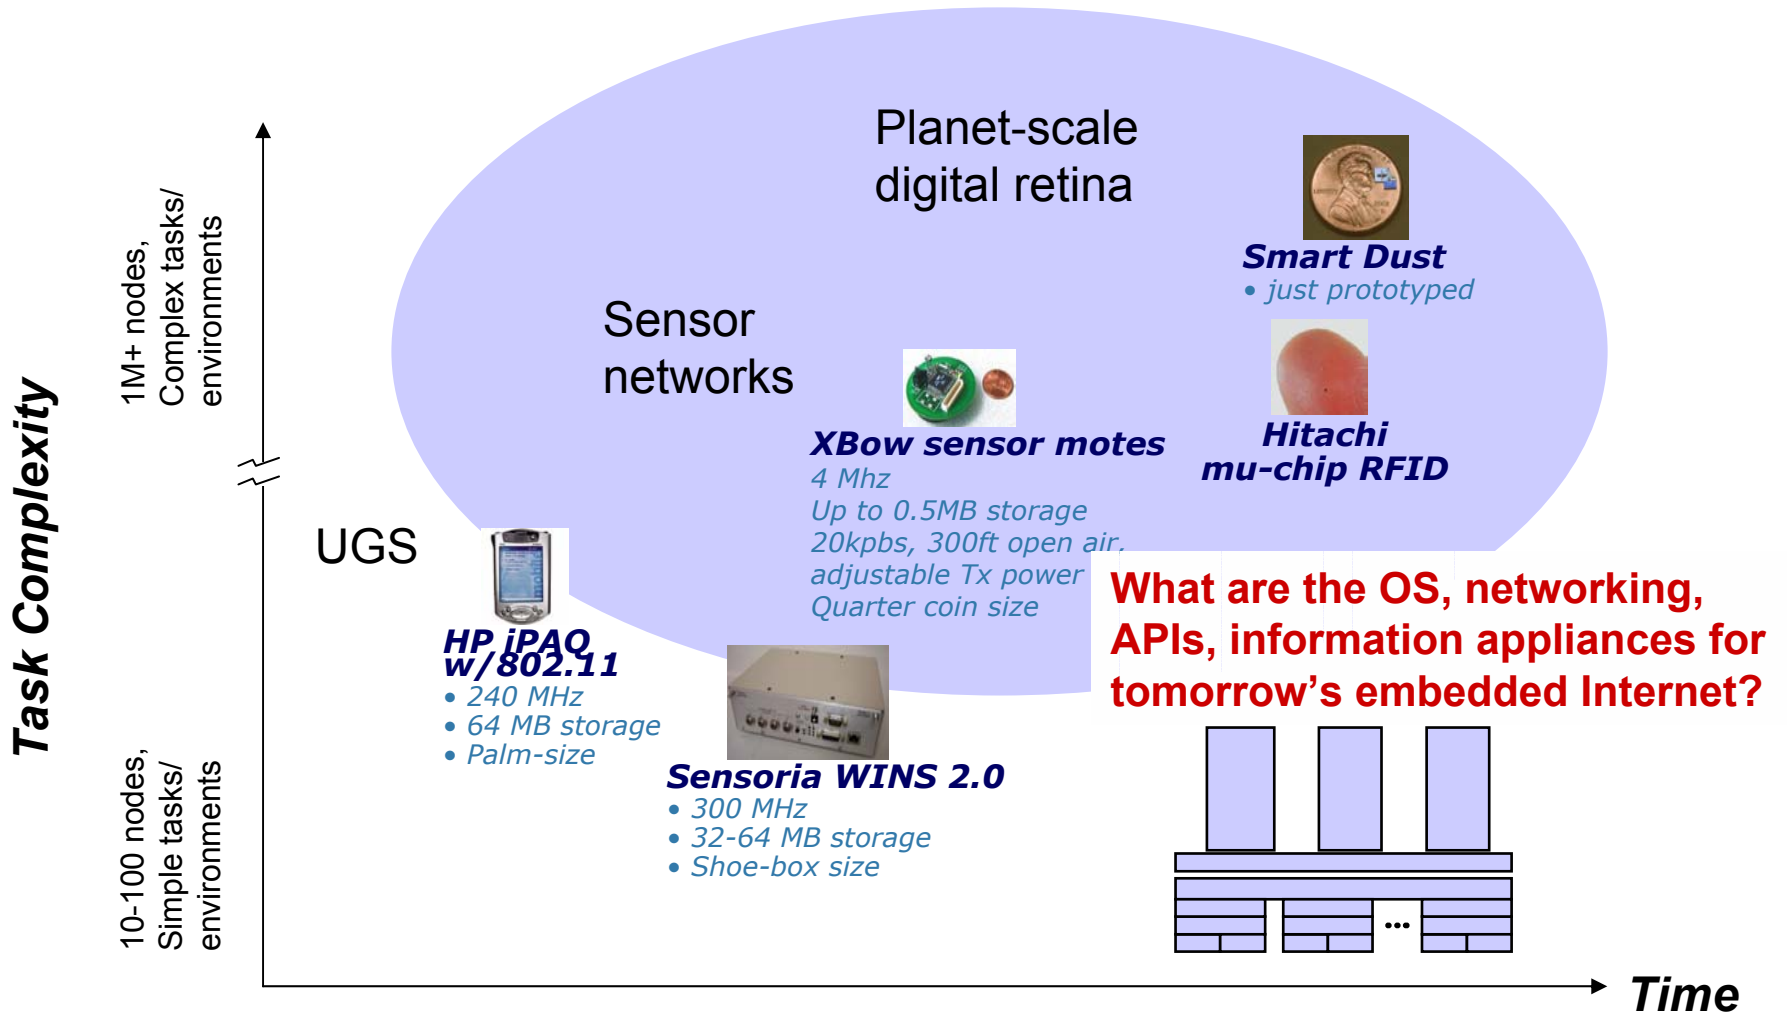 Planet-scale
digital retina
Smart Dust
• just prototyped
Sensor
networks
XBow sensor motes
4 Mhz
Up to 0.5MB storage
20kpbs, 300ft open air,
adjustable Tx power
Quarter coin size
Hitachi
mu-chip RFID
UGS
HP iPAQ
w/802.11
• 240 MHz
• 64 MB storage
• Palm-size
Sensoria WINS 2.0
• 300 MHz
• 32-64 MB storage
• Shoe-box size
What are the OS, networking,
APIs, information appliances for
tomorrow’s embedded Internet?
...
Task Complexity
1M+ nodes,
Complex tasks/
environments
10-100 nodes,
Simple tasks/
environments
Time